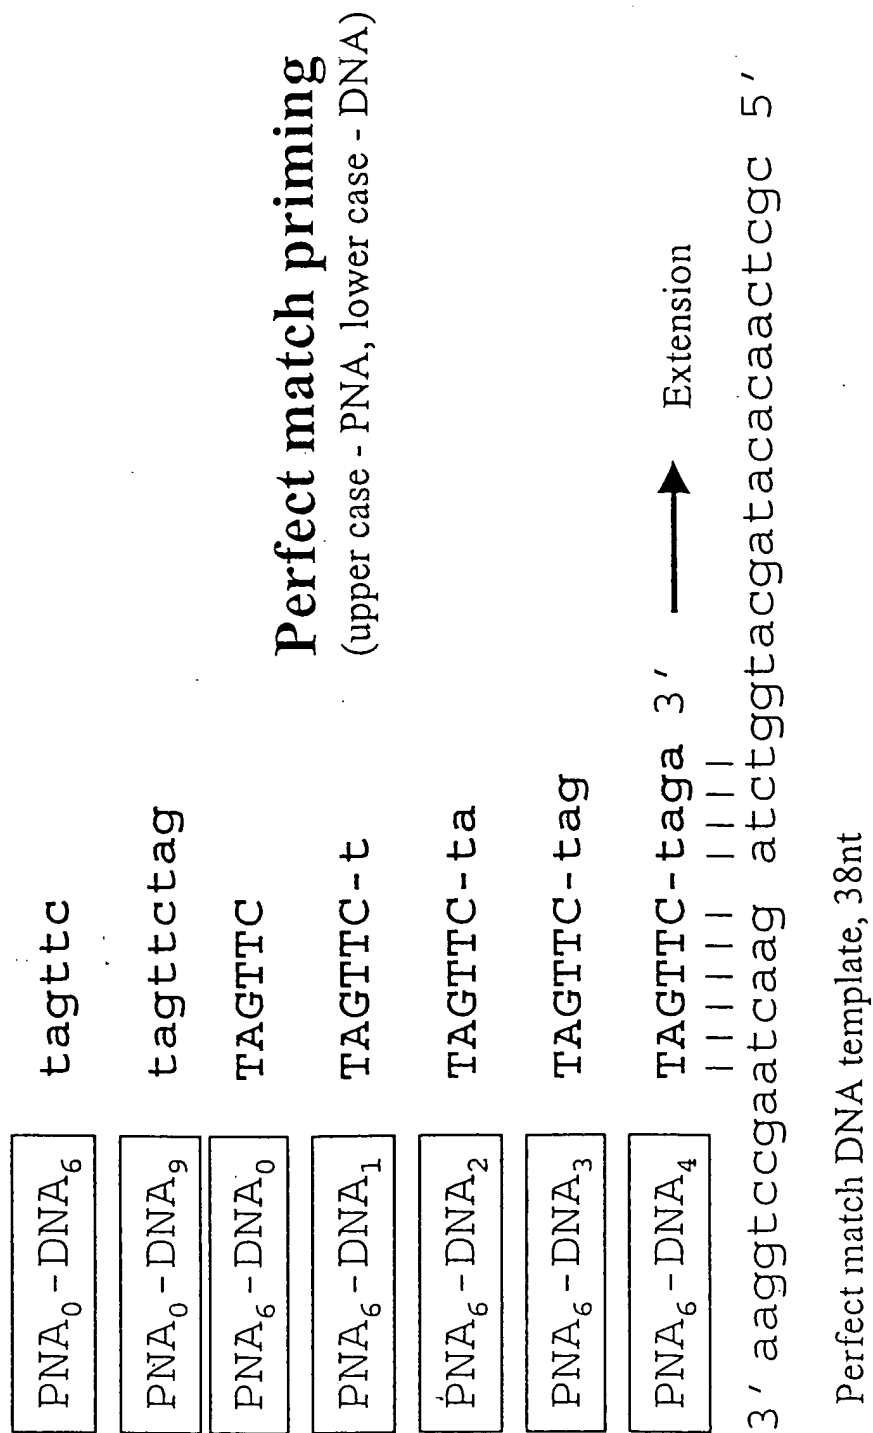 PNA₀-DNA₆ tagttc
PNA₀-DNA₉ tagttctag
PNA₆-DNA₀ TAGTTC
Perfect match priming
(upper case - PNA, lower case - DNA)
PNA₆-DNA₁ TAGTTC-t
PNA₆-DNA₂ TAGTTC-ta
PNA₆-DNA₃ TAGTTC-tag
PNA₆-DNA₄ TAGTTC-taga 3' Extension
3' aaggtccgaatcaag atctggtacgatacacaactcgc 5'
Perfect match DNA template, 38nt